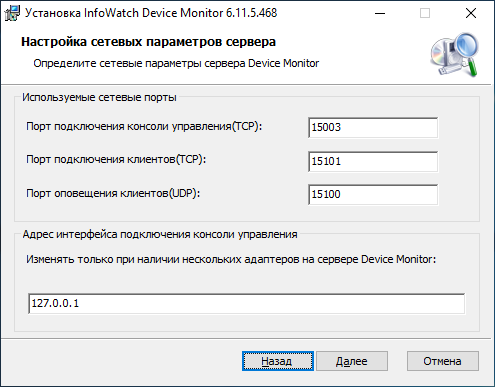 Установка InfoWatch Device Monitor 6.11.5.468
Настройка сетевых параметров сервера
Определите сетевые параметры сервера Device Monitor
Используемые сетевые порты
Порт подключения консоли управления(TCP):
15003
Порт подключения клиентов(TCP):
15101
Порт оповещения клиентов(UDP):
15100
Адрес интерфейса подключения консоли управления
Изменять только при наличии нескольких адаптеров на сервере Device Monitor:
127.0.0.1
Назад
Далее
Отмена